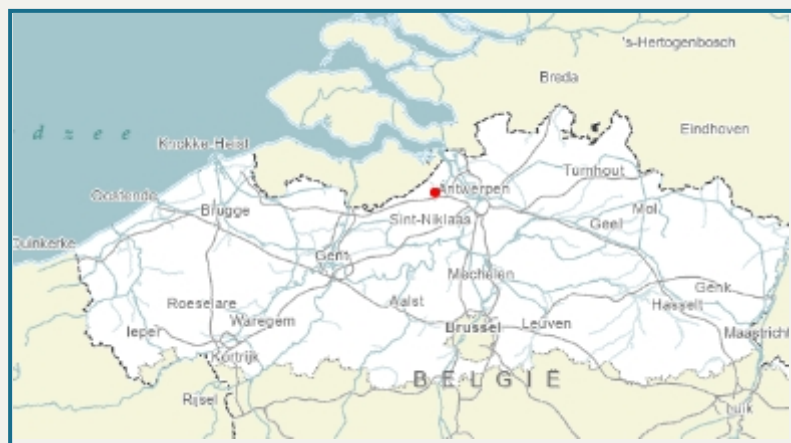 's-Hertogenbosch
Breda
d z e e
Eindhoven
Knokke-Heist
Turnhout
Antwerpen
Oostende
Brugge
Mol
Sint-Niklaas
Geel
Duinkerke
Gent
Mechelen
Genk
Roeselare
Aalst
Hasselt
Waregem
Brussel
Leuven
Ieper
Maastricht
Kortrijk
BELGIË
Rijsel
Luik